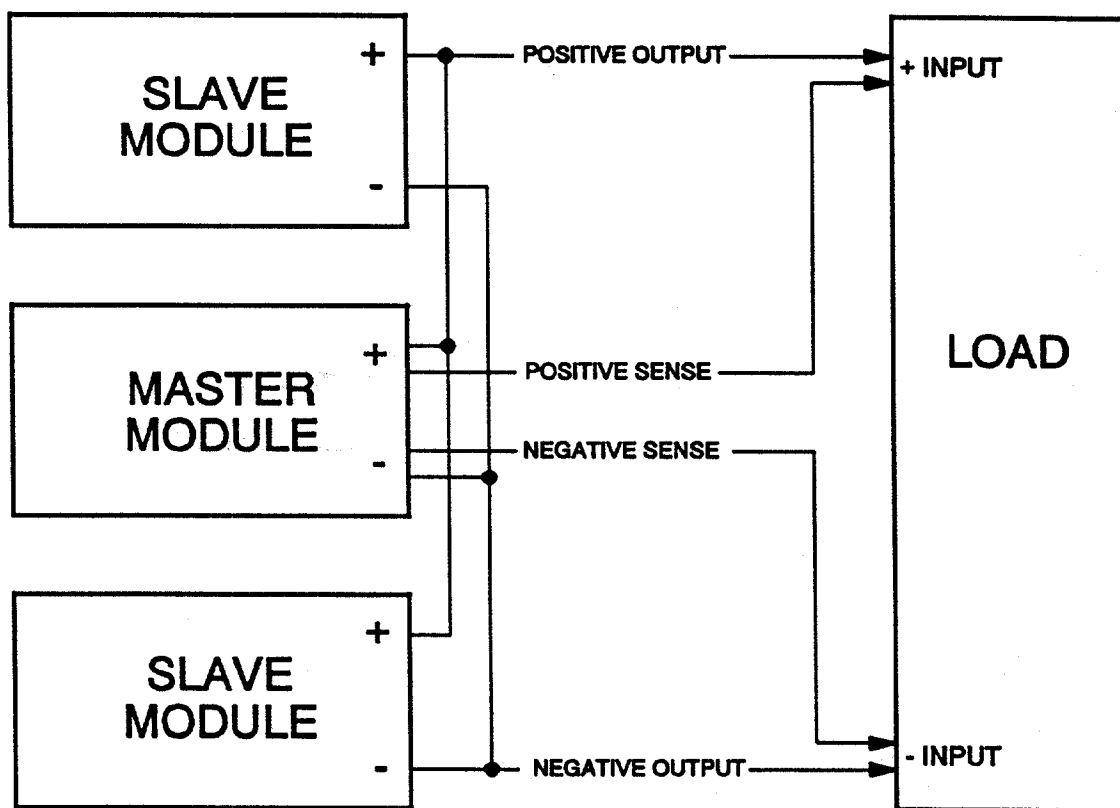 +
SLAVE
MODULE
-
POSITIVE OUTPUT
+ INPUT
+
MASTER
MODULE
-
POSITIVE SENSE
NEGATIVE SENSE
LOAD
+
SLAVE
MODULE
-
NEGATIVE OUTPUT
- INPUT